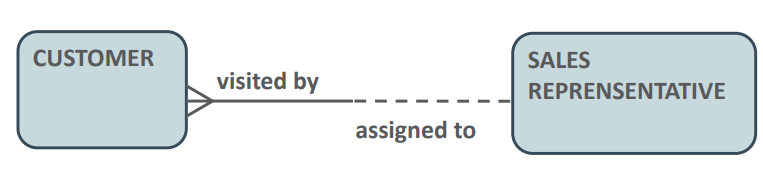 CUSTOMER
visited by
assigned to
SALES
REPRENSENTATIVE